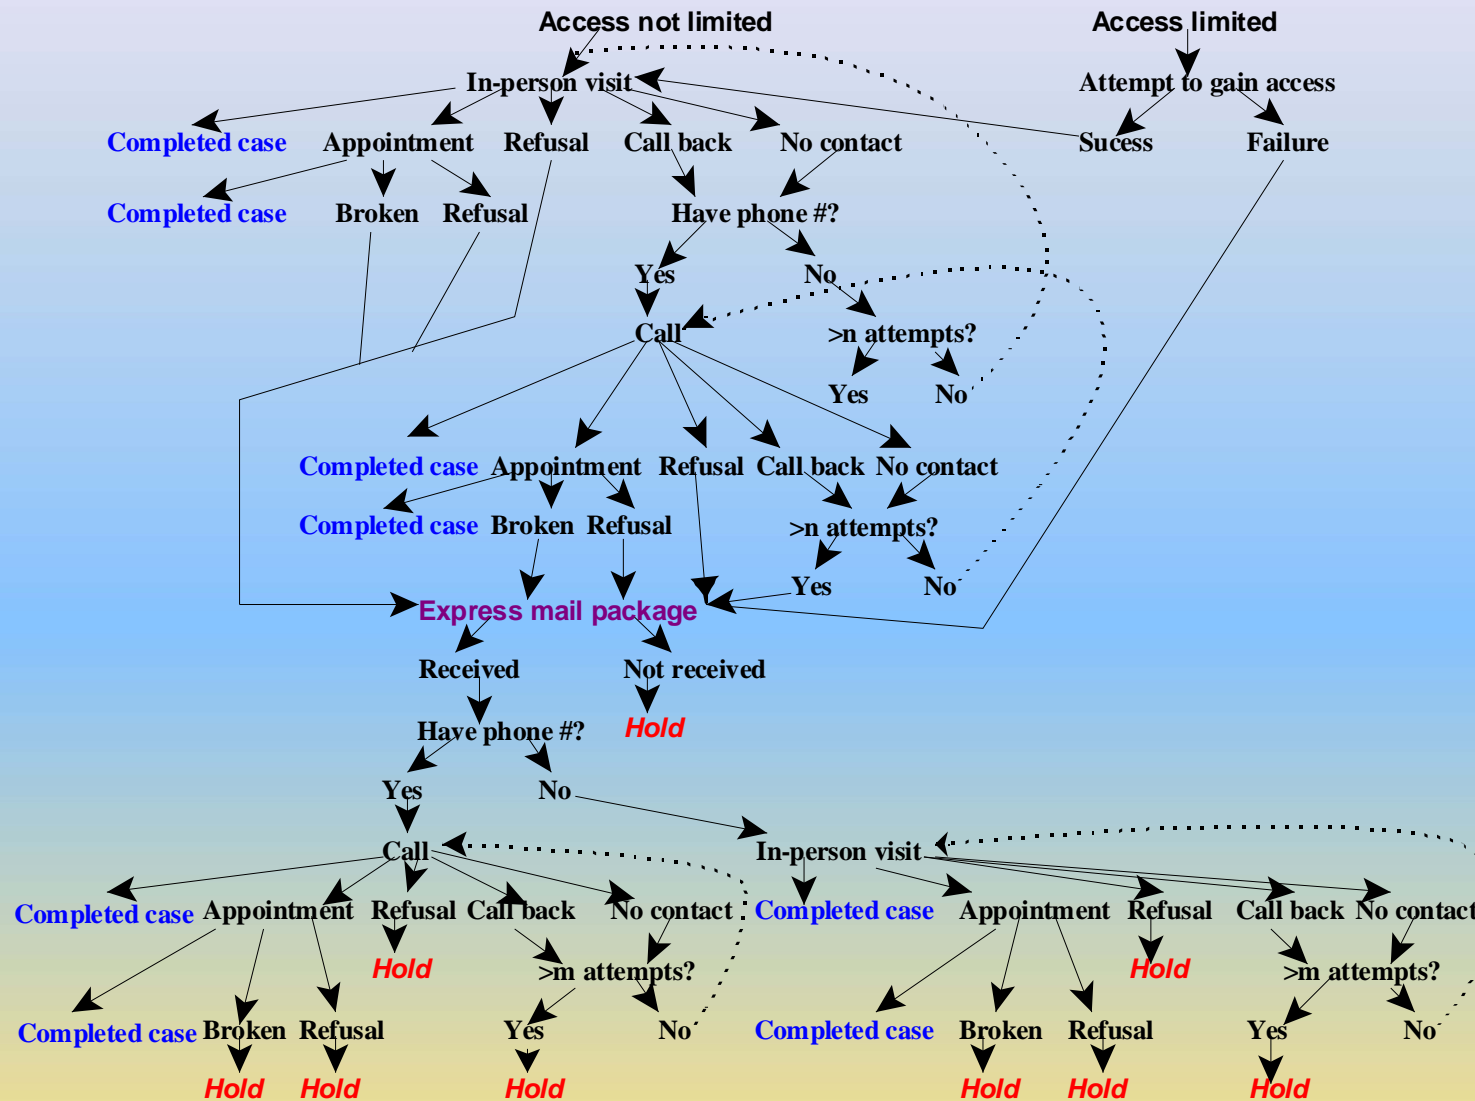 Access not limited Access limited
In-person visit Attempt to gain access
Completed case Appointment Refusal Call back No contact Sucess Failure
Completed case Broken Refusal Have phone #?
Yes No
Call >n attempts?
Yes No
Completed case Appointment Refusal Call back No contact
Completed case Broken Refusal >n attempts?
Yes No
Express mail package
Received Not received
Have phone #? Hold
Yes No
Call In-person visit
Completed case Appointment Refusal Call back No contact Completed case Appointment Refusal Call back No contact
Hold >m attempts? Hold >m attempts?
Completed case Broken Refusal Yes No Completed case Broken Refusal Yes No
Hold Hold Hold Hold Hold Hold